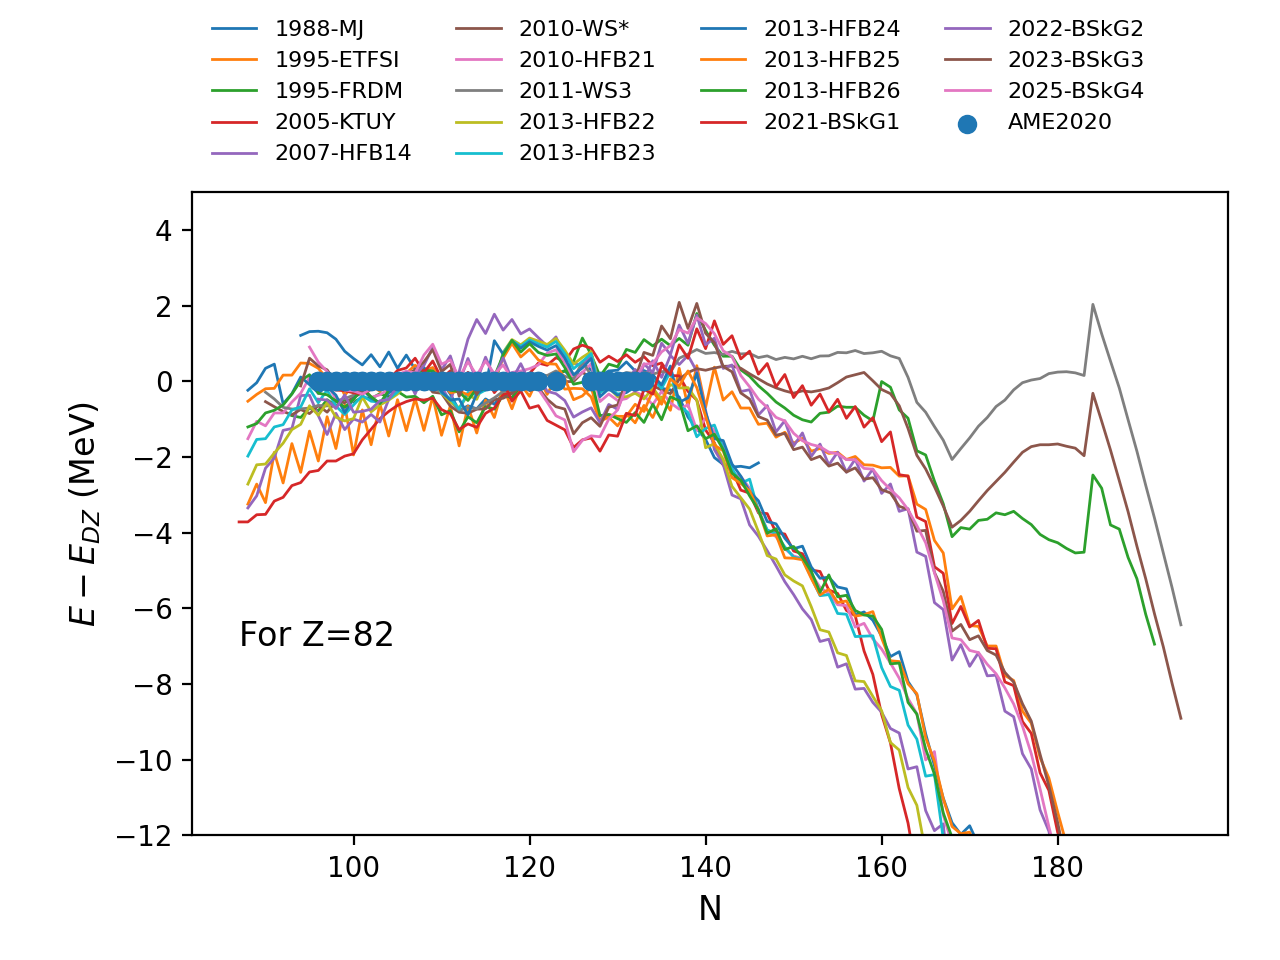 1988-MJ
1995-ETFSI
1995-FRDM
2005-KTUY
2007-HFB14
2010-WS*
2010-HFB21
2011-WS3
2013-HFB22
2013-HFB23
2013-HFB24
2013-HFB25
2013-HFB26
2021-BSkG1
2022-BSkG2
2023-BSkG3
2025-BSkG4
AME2020
E − E_{DZ} (MeV)
4
2
0
−2
−4
−6
−8
−10
−12
For Z=82
100
120
140
160
180
N